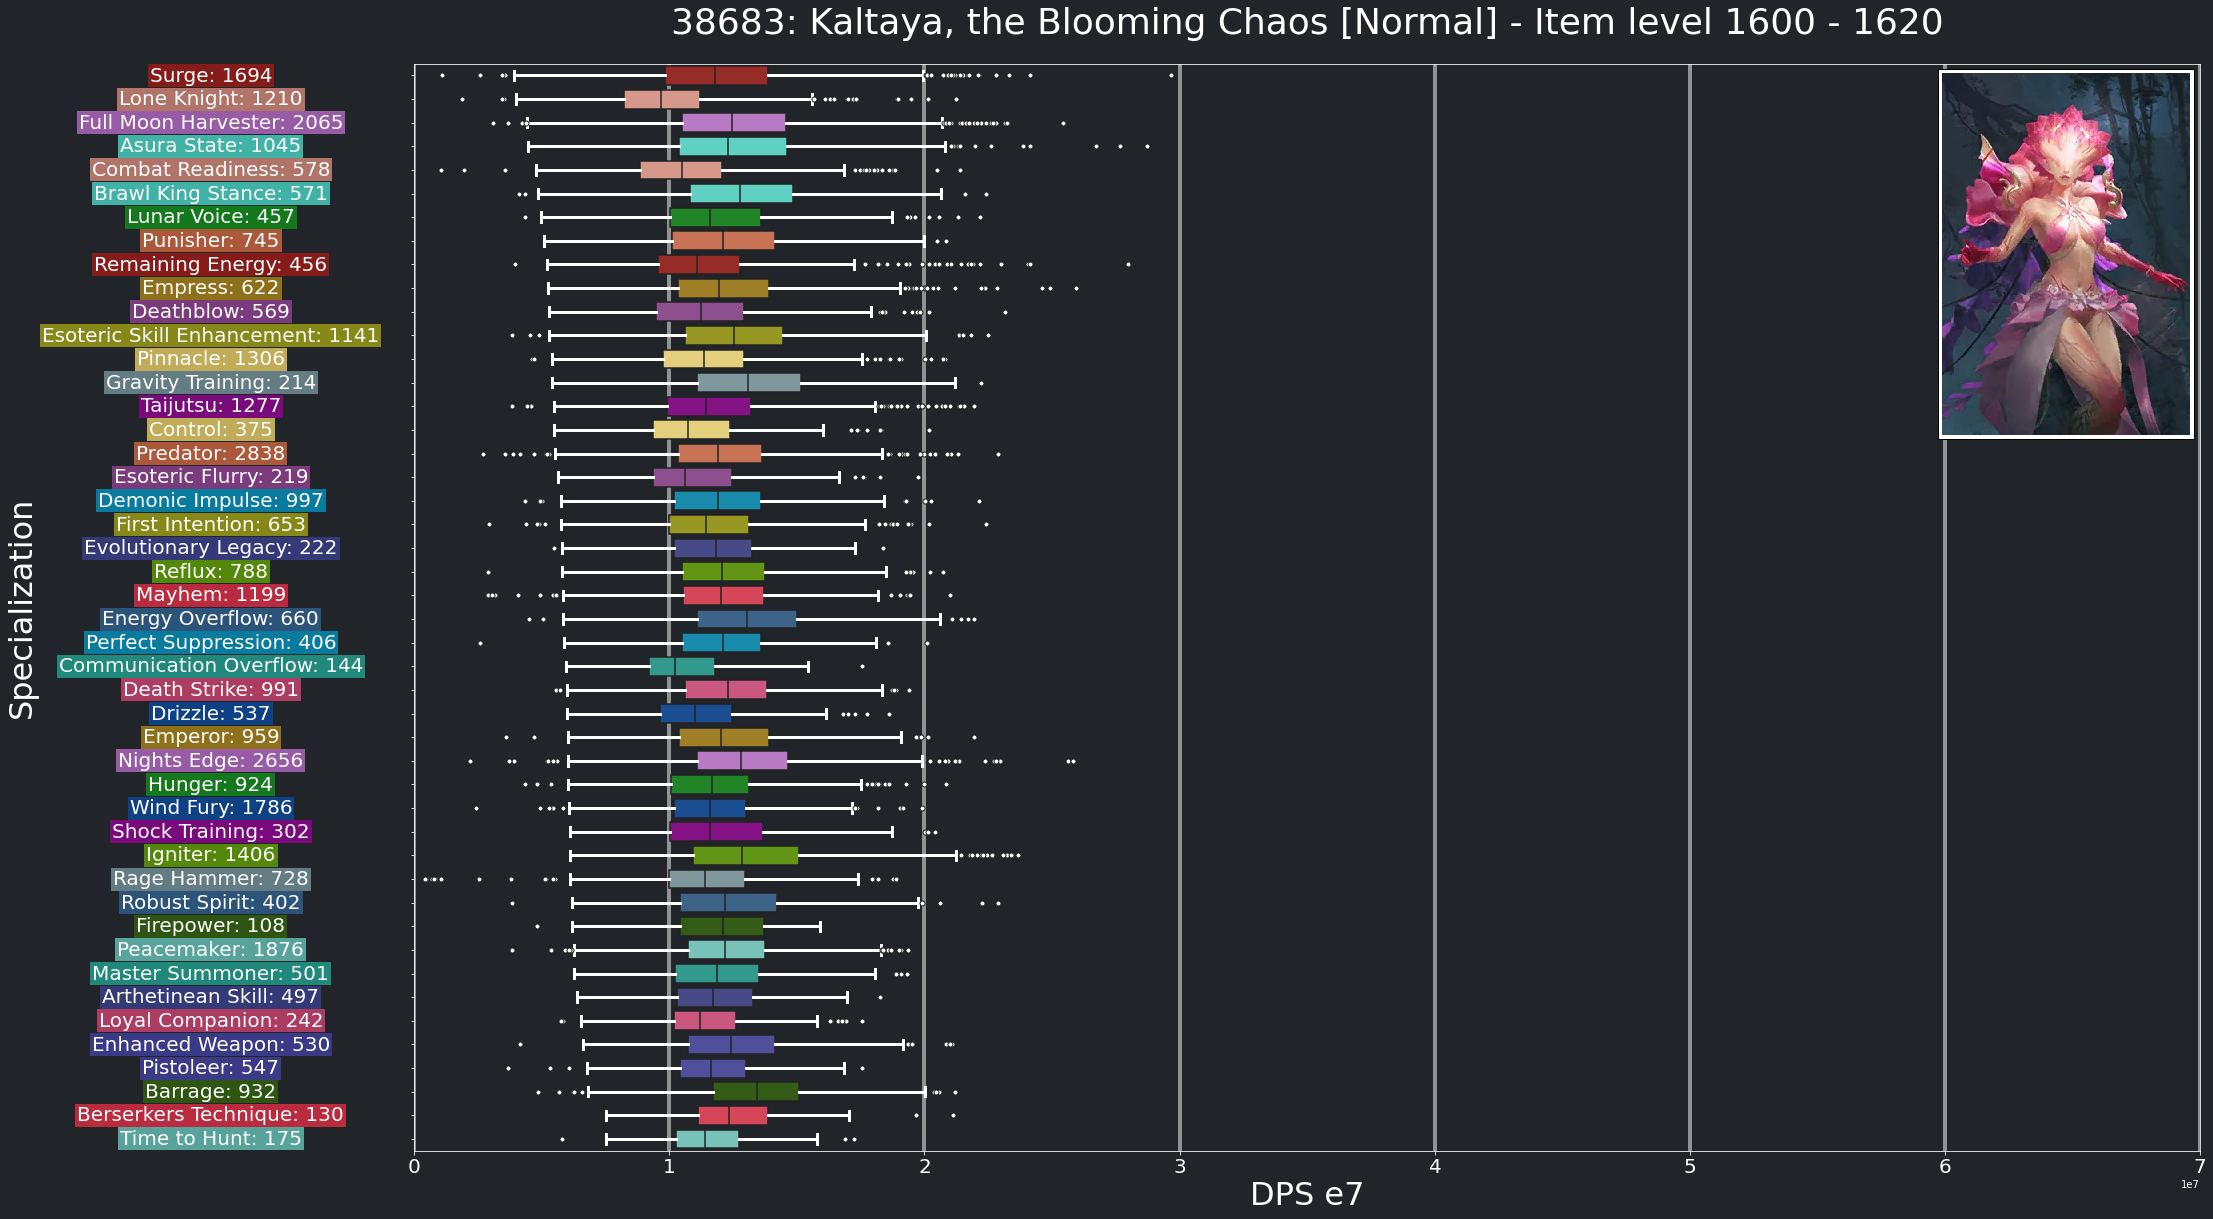 38683: Kaltaya, the Blooming Chaos [Normal] - Item level 1600 - 1620
Specialization
Surge: 1694
Lone Knight: 1210
Full Moon Harvester: 2065
Asura State: 1045
Combat Readiness: 578
Brawl King Stance: 571
Lunar Voice: 457
Punisher: 745
Remaining Energy: 456
Empress: 622
Deathblow: 569
Esoteric Skill Enhancement: 1141
Pinnacle: 1306
Gravity Training: 214
Taijutsu: 1277
Control: 375
Predator: 2838
Esoteric Flurry: 219
Demonic Impulse: 997
First Intention: 653
Evolutionary Legacy: 222
Reflux: 788
Mayhem: 1199
Energy Overflow: 660
Perfect Suppression: 406
Communication Overflow: 144
Death Strike: 991
Drizzle: 537
Emperor: 959
Nights Edge: 2656
Hunger: 924
Wind Fury: 1786
Shock Training: 302
Igniter: 1406
Rage Hammer: 728
Robust Spirit: 402
Firepower: 108
Peacemaker: 1876
Master Summoner: 501
Arthetinean Skill: 497
Loyal Companion: 242
Enhanced Weapon: 530
Pistoleer: 547
Barrage: 932
Berserkers Technique: 130
Time to Hunt: 175
0 1 2 3 4 5 6 7
1e7
DPS e7